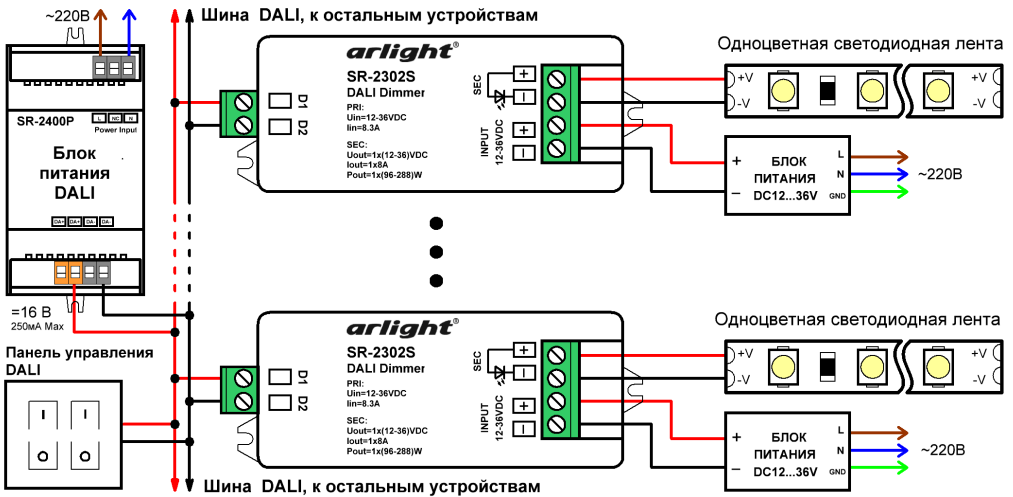 ~220В
Шина DALI, к остальным устройствам
SR-2400P
L NC N
Power Input
Блок
питания
DALI
DA+ DA+ DA- DA-
=16 В
250мА Max
Панель управления
DALI
I I
O O
arlight®
SR-2302S
DALI Dimmer
PRI:
Uin=12-36VDC
Iin=8.3A
SEC:
Uout=1x(12-36)VDC
Iout=1x8A
Pout=1x(96-288)W
D1
D2
SEC
+
−
INPUT
12-36VDC
+
−
Одноцветная светодиодная лента
+V +V
-V -V
+ БЛОК L
ПИТАНИЯ N
− DC12...36V GND
~220В
arlight®
SR-2302S
DALI Dimmer
PRI:
Uin=12-36VDC
Iin=8.3A
SEC:
Uout=1x(12-36)VDC
Iout=1x8A
Pout=1x(96-288)W
D1
D2
SEC
+
−
INPUT
12-36VDC
+
−
Одноцветная светодиодная лента
+V +V
-V -V
+ БЛОК L
ПИТАНИЯ N
− DC12...36V GND
~220В
Шина DALI, к остальным устройствам